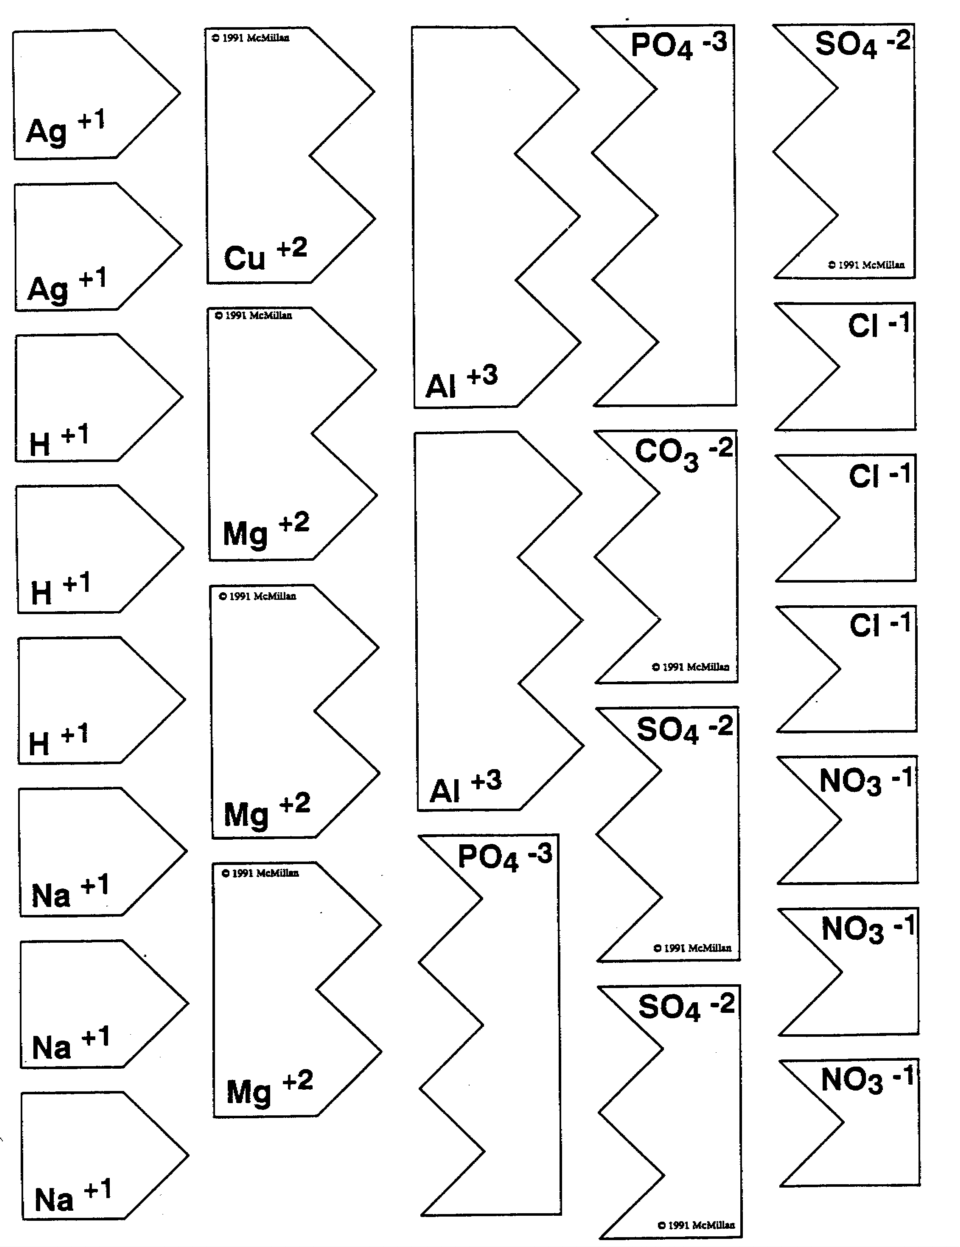 Ag +1
Ag +1
H +1
H +1
H +1
Na +1
Na +1
Na +1
© 1991 McMillan
Cu +2
© 1991 McMillan
Mg +2
© 1991 McMillan
Mg +2
© 1991 McMillan
Mg +2
Al +3
Al +3
PO4 -3
PO4 -3
CO3 -2
© 1991 McMillan
SO4 -2
© 1991 McMillan
SO4 -2
© 1991 McMillan
SO4 -2
© 1991 McMillan
Cl -1
Cl -1
Cl -1
NO3 -1
NO3 -1
NO3 -1